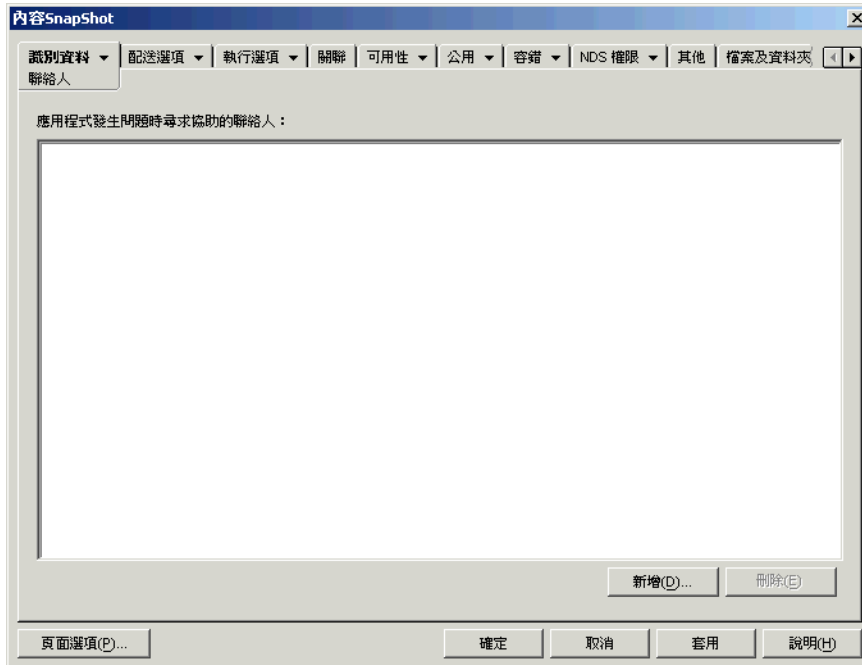 內容SnapShot
識別資料 配送選項 執行選項 關聯 可用性 公用 容錯 NDS 權限 其他 檔案及資料夾
聯絡人
應用程式發生問題時尋求協助的聯絡人：
新增(D)... 刪除(E)
頁面選項(P)... 確定 取消 套用 說明(H)